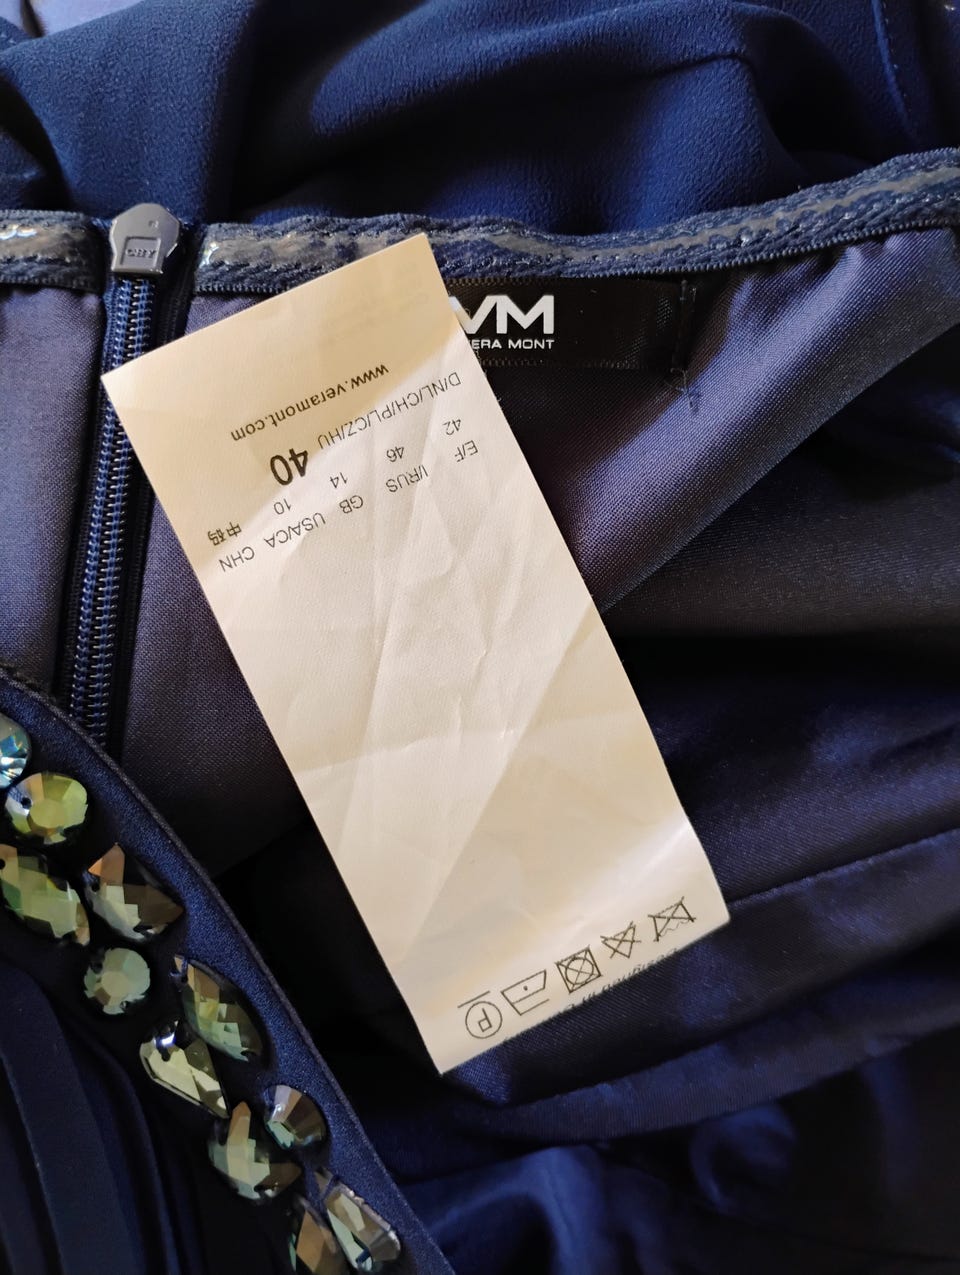 VM
ERA MONT
E/F I/RUS GB USA/CA CHN
42 46 14 10 中码
D/NL/CH/PL/CZ/HU 40
www.veramont.com
P